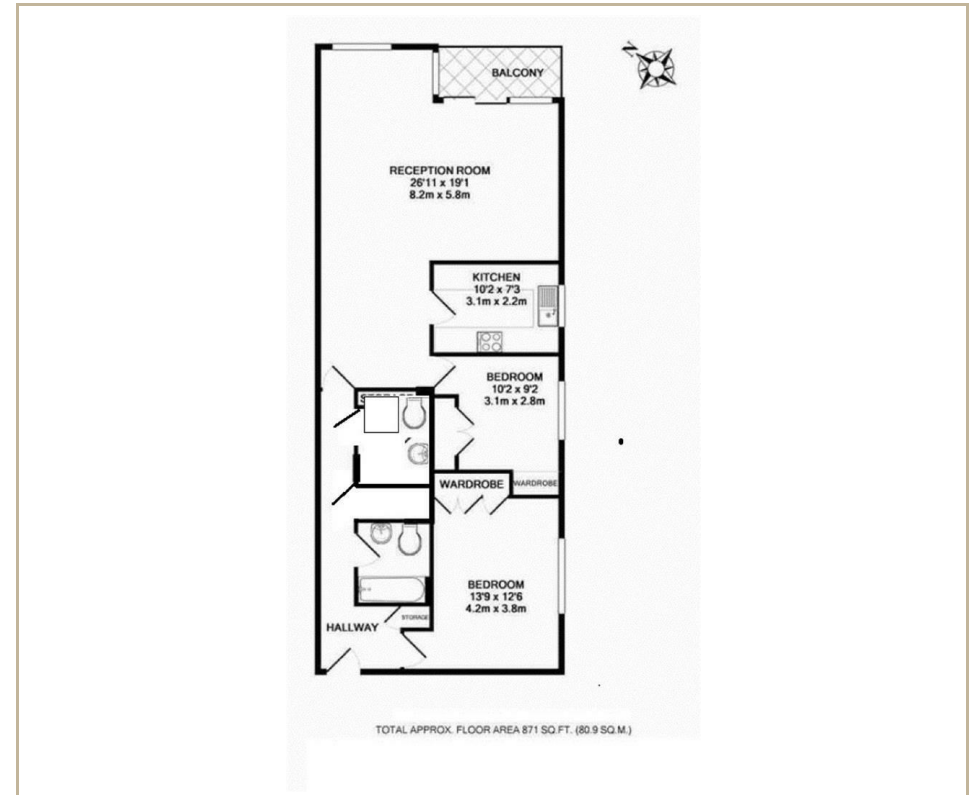 N
BALCONY
RECEPTION ROOM
26'11 x 19'1
8.2m x 5.8m
KITCHEN
10'2 x 7'3
3.1m x 2.2m
BEDROOM
10'2 x 9'2
3.1m x 2.8m
WARDROBE
WARDROBE
BEDROOM
13'9 x 12'6
4.2m x 3.8m
STORAGE
HALLWAY
TOTAL APPROX. FLOOR AREA 871 SQ.FT. (80.9 SQ.M.)